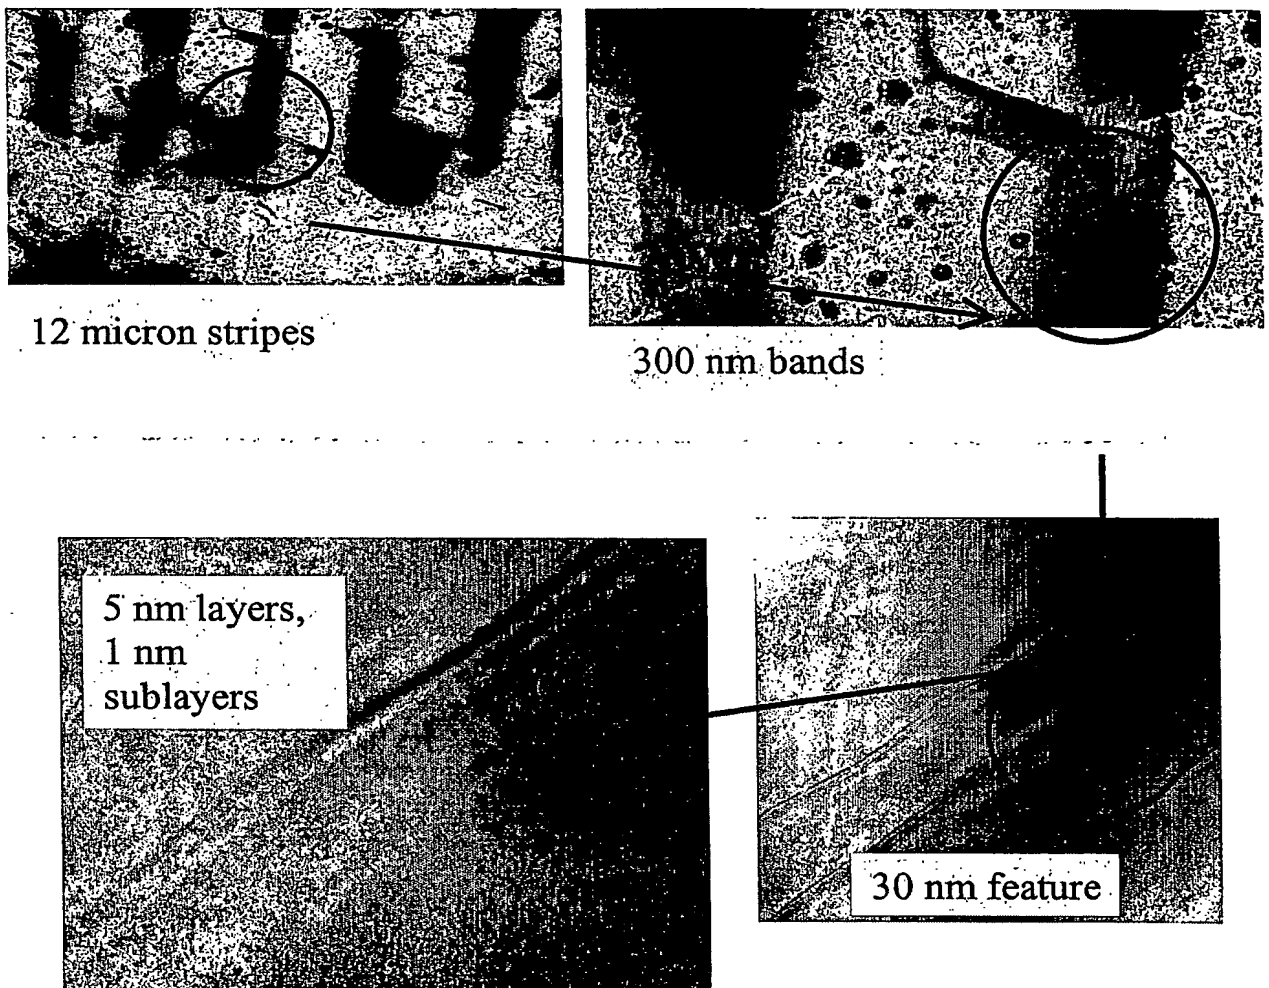 12 micron stripes
300 nm bands
5 nm layers,
1 nm
sublayers
30 nm feature